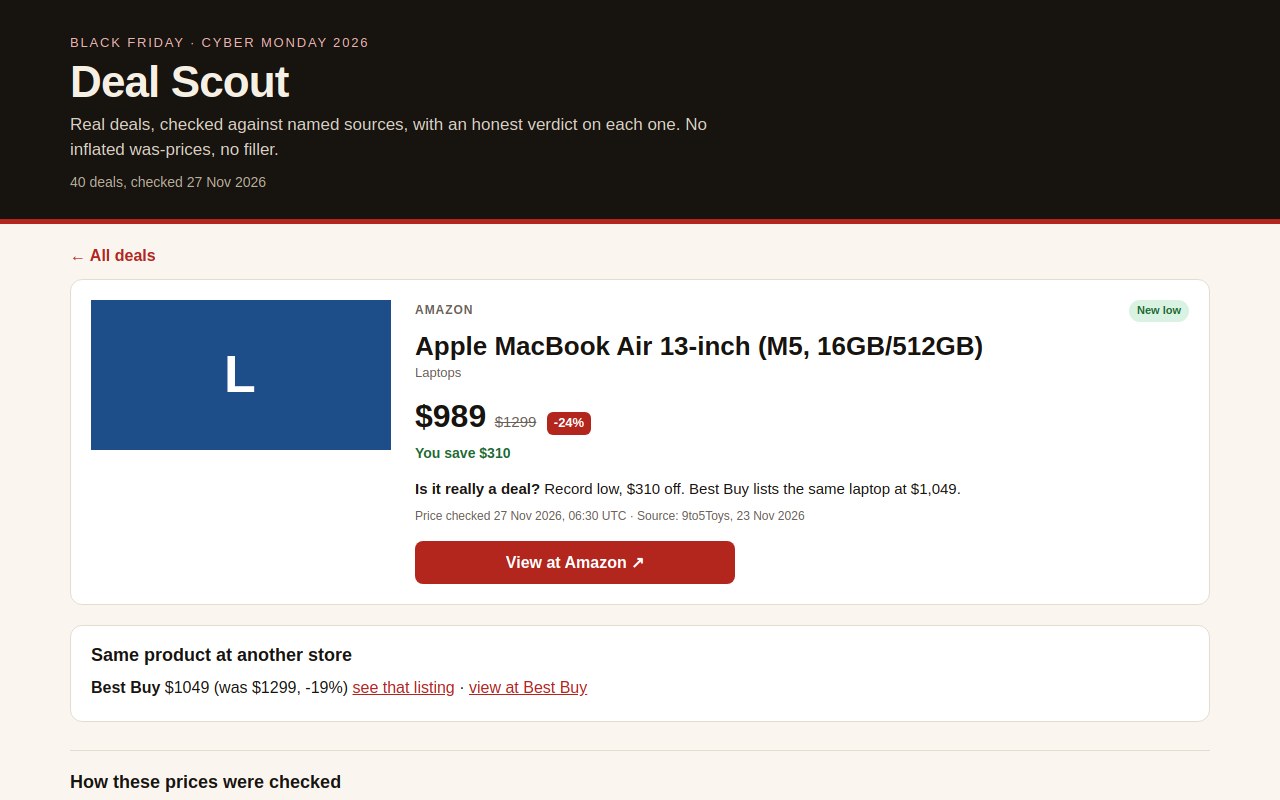 BLACK FRIDAY · CYBER MONDAY 2026
Deal Scout
Real deals, checked against named sources, with an honest verdict on each one. No
inflated was-prices, no filler.
40 deals, checked 27 Nov 2026
← All deals
L
AMAZON
New low
Apple MacBook Air 13-inch (M5, 16GB/512GB)
Laptops
$989 $1299 -24%
You save $310
Is it really a deal? Record low, $310 off. Best Buy lists the same laptop at $1,049.
Price checked 27 Nov 2026, 06:30 UTC · Source: 9to5Toys, 23 Nov 2026
View at Amazon ↗
Same product at another store
Best Buy $1049 (was $1299, -19%) see that listing · view at Best Buy
How these prices were checked